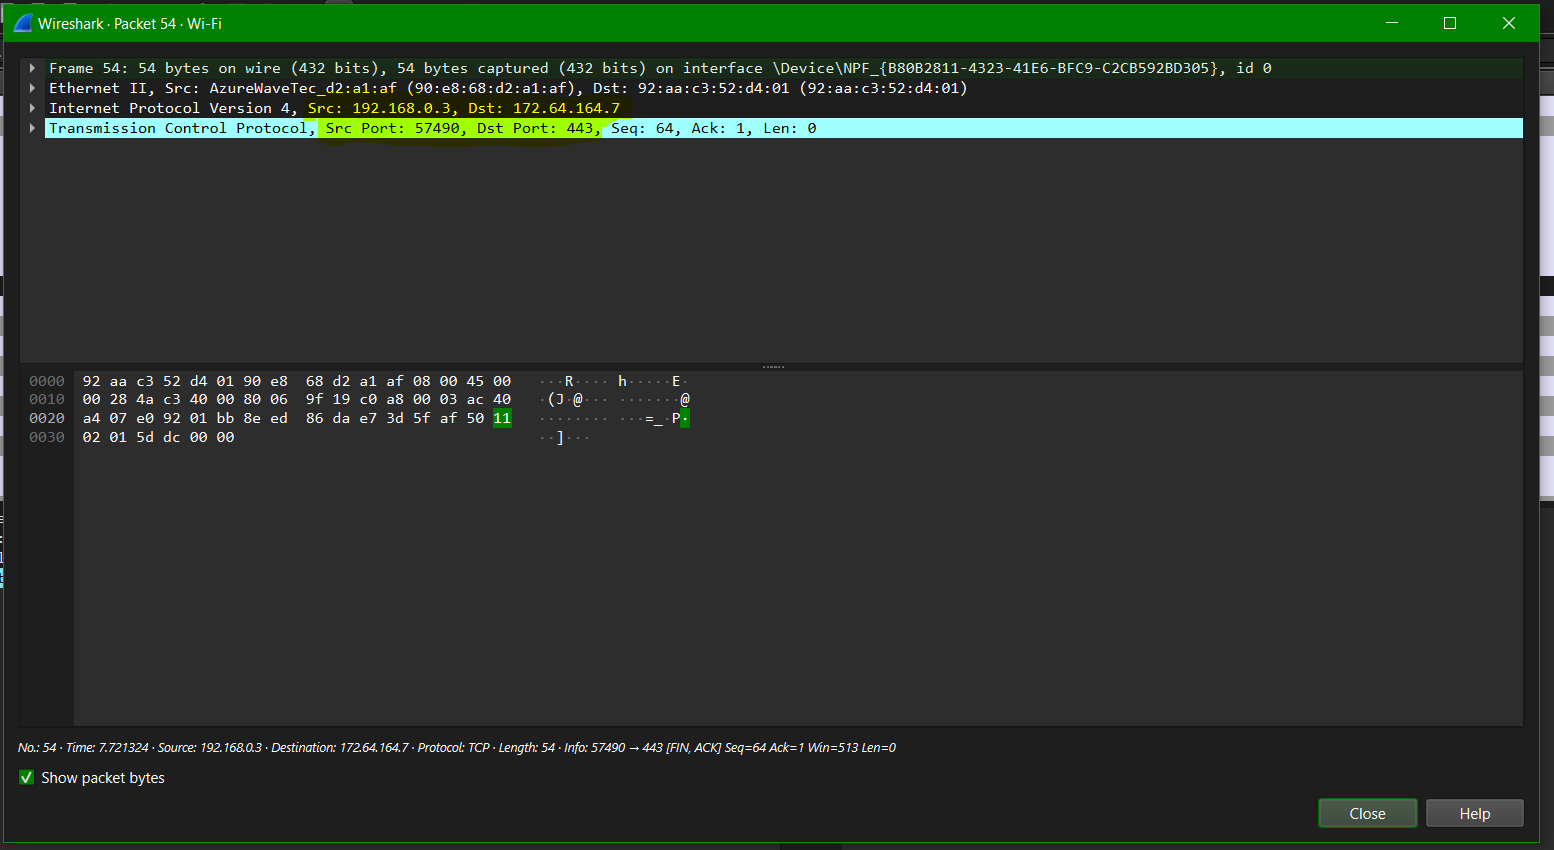 Wireshark · Packet 54 · Wi-Fi
Frame 54: 54 bytes on wire (432 bits), 54 bytes captured (432 bits) on interface \Device\NPF_{B80B2811-4323-41E6-BFC9-C2CB592BD305}, id 0
Ethernet II, Src: AzureWaveTec_d2:a1:af (90:e8:68:d2:a1:af), Dst: 92:aa:c3:52:d4:01 (92:aa:c3:52:d4:01)
Internet Protocol Version 4, Src: 192.168.0.3, Dst: 172.64.164.7
Transmission Control Protocol, Src Port: 57490, Dst Port: 443, Seq: 64, Ack: 1, Len: 0
0000 92 aa c3 52 d4 01 90 e8 68 d2 a1 af 08 00 45 00 ···R···· h·····E·
0010 00 28 4a c3 40 00 80 06 9f 19 c0 a8 00 03 ac 40 ·(J·@··· ·······@
0020 a4 07 e0 92 01 bb 8e ed 86 da e7 3d 5f af 50 11 ········ ···=_·P·
0030 02 01 5d dc 00 00 ··]···
No.: 54 · Time: 7.721324 · Source: 192.168.0.3 · Destination: 172.64.164.7 · Protocol: TCP · Length: 54 · Info: 57490 → 443 [FIN, ACK] Seq=64 Ack=1 Win=513 Len=0
Show packet bytes
Close Help